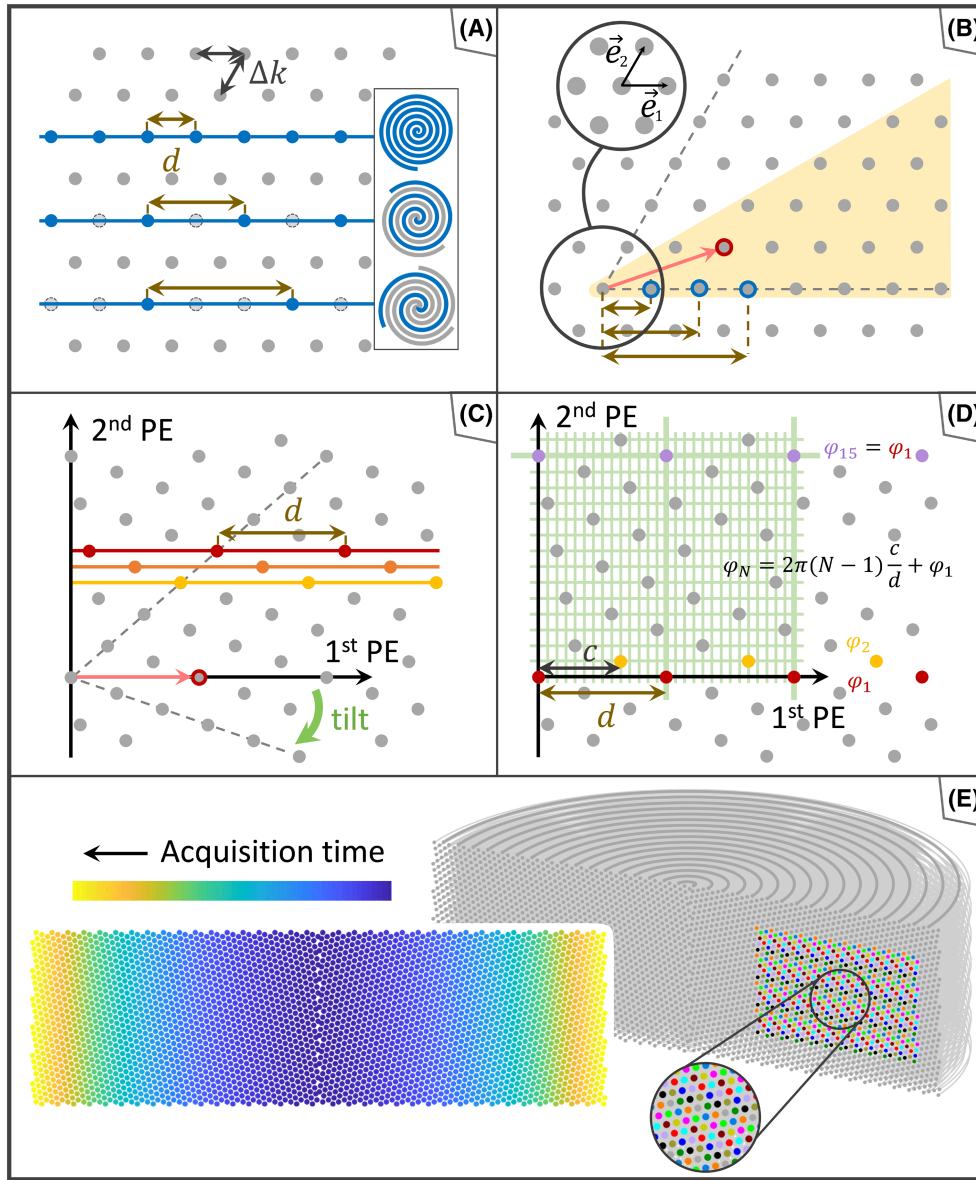 (A)
Δk
d
(B)
e⃗₂
e⃗₁
(C)
2nd PE
d
1st PE
tilt
(D)
2nd PE
φ₁₅ = φ₁
φ_N = 2π(N − 1) c/d + φ₁
φ₂
c
φ₁
d
1st PE
(E)
Acquisition time